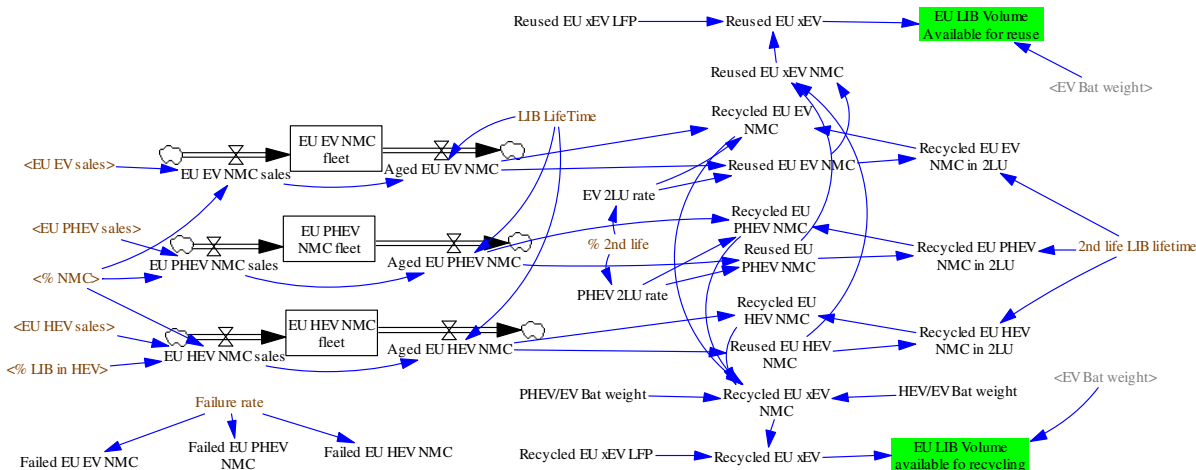 Reused EU xEV LFP
Reused EU xEV
EU LIB Volume
Available for reuse
Reused EU xEV NMC
<EV Bat weight>
LIB LifeTime
Recycled EU EV
NMC
EU EV NMC
fleet
<EU EV sales>
EU EV NMC sales
Aged EU EV NMC
Reused EU EV NMC
Recycled EU EV
NMC in 2LU
EV 2LU rate
<EU PHEV sales>
EU PHEV
NMC fleet
Recycled EU
PHEV NMC
% 2nd life
Reused EU
PHEV NMC
Recycled EU PHEV
NMC in 2LU
2nd life LIB lifetime
EU PHEV NMC sales
Aged EU PHEV NMC
<% NMC>
PHEV 2LU rate
<EU HEV sales>
EU HEV NMC
fleet
Recycled EU
HEV NMC
Recycled EU HEV
NMC in 2LU
EU HEV NMC sales
Aged EU HEV NMC
Reused EU HEV
NMC
<% LIB in HEV>
<EV Bat weight>
PHEV/EV Bat weight
Recycled EU xEV
NMC
HEV/EV Bat weight
Failure rate
Failed EU EV NMC
Failed EU PHEV
NMC
Failed EU HEV NMC
Recycled EU xEV LFP
Recycled EU xEV
EU LIB Volume
available fo recycling